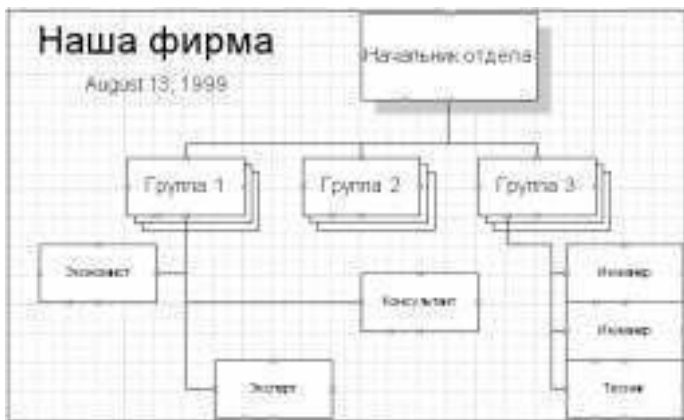 Наша фирма
August 13, 1999
Начальник отдела
Группа 1
Группа 2
Группа 3
Экономист
Консультант
Эксперт
Инженер
Инженер
Техник